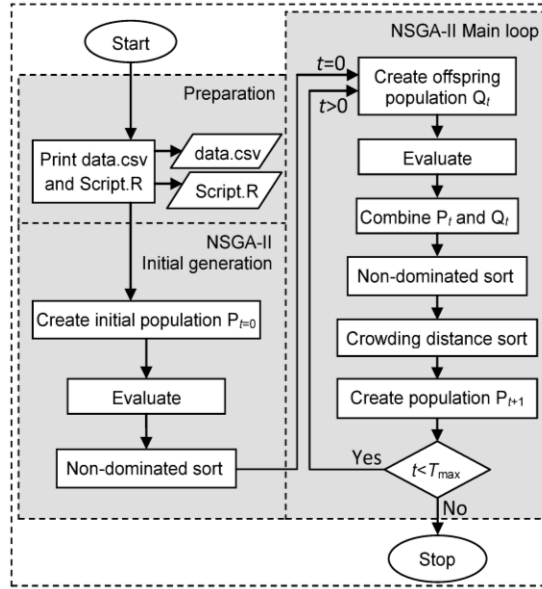 Start
Preparation
Print data.csv
and Script.R
data.csv
Script.R
NSGA-II
Initial generation
Create initial population Pt=0
Evaluate
Non-dominated sort
NSGA-II Main loop
t=0
t>0
Create offspring
population Qt
Evaluate
Combine Pt and Qt
Non-dominated sort
Crowding distance sort
Create population Pt+1
Yes
t<Tmax
No
Stop